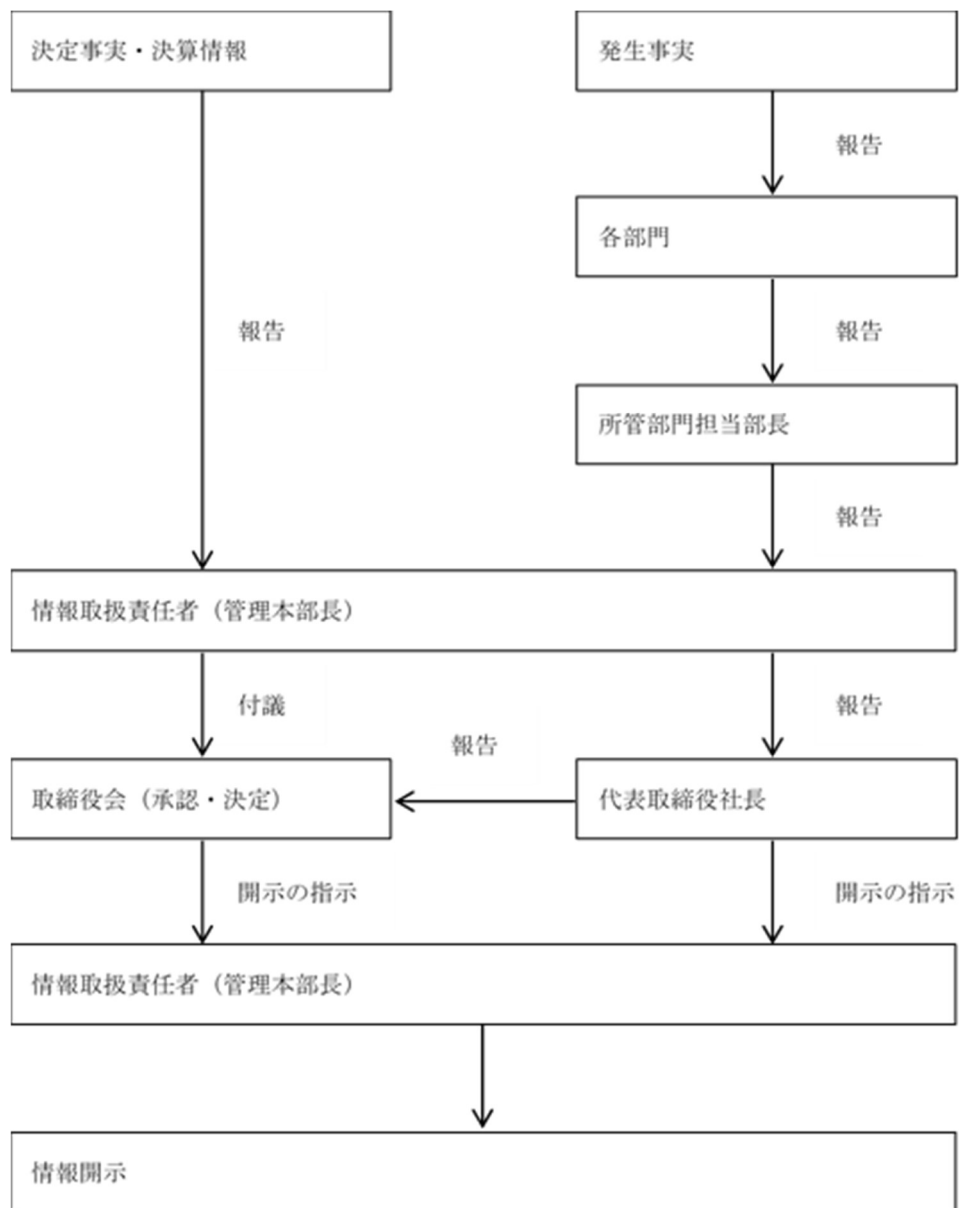 決定事実・決算情報
発生事実
報告
各部門
報告
報告
所管部門担当部長
報告
情報取扱責任者（管理本部長）
付議
報告
報告
取締役会（承認・決定）
代表取締役社長
開示の指示
開示の指示
情報取扱責任者（管理本部長）
情報開示